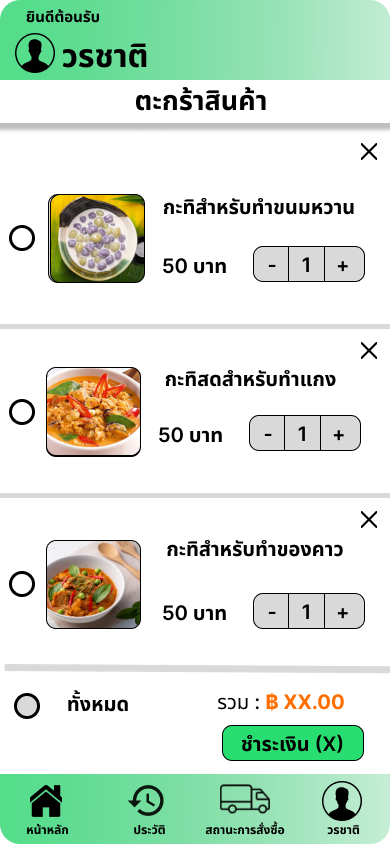 ยินดีต้อนรับ
วรชาติ
ตะกร้าสินค้า
กะทิสำหรับทำขนมหวาน
50 บาท - 1 +
กะทิสดสำหรับทำแกง
50 บาท - 1 +
กะทิสำหรับทำของคาว
50 บาท - 1 +
ทั้งหมด รวม : ฿ XX.00
ชำระเงิน (X)
หน้าหลัก ประวัติ สถานะการสั่งซื้อ วรชาติ